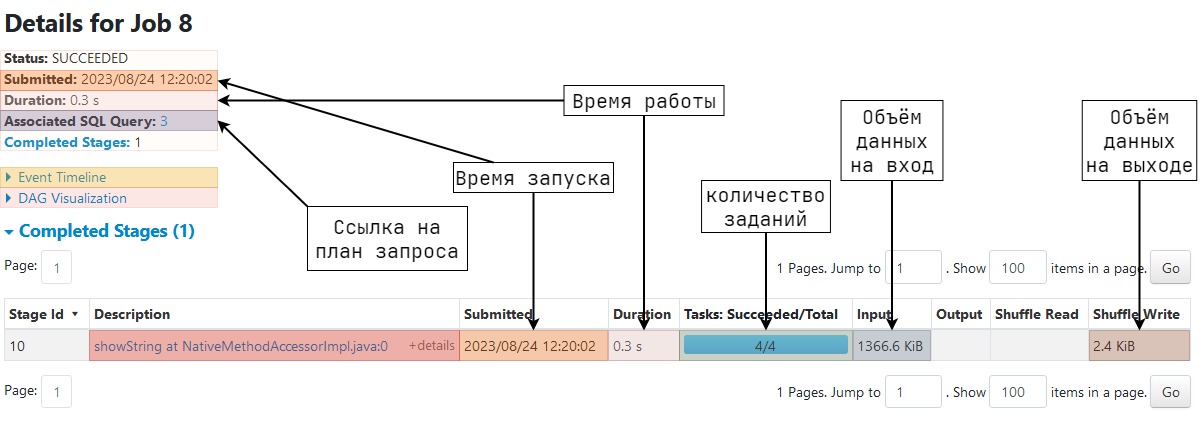 Details for Job 8
Status: SUCCEEDED
Submitted: 2023/08/24 12:20:02
Duration: 0.3 s
Associated SQL Query: 3
Completed Stages: 1
Event Timeline
DAG Visualization
Completed Stages (1)
Время работы
Время запуска
Ссылка на
план запроса
количество
заданий
Объём
данных
на вход
Объём
данных
на выходе
Page: 1
1 Pages. Jump to 1 . Show 100 items in a page. Go
Stage Id Description Submitted Duration Tasks: Succeeded/Total Input Output Shuffle Read Shuffle Write
10 showString at NativeMethodAccessorImpl.java:0 +details 2023/08/24 12:20:02 0.3 s 4/4 1366.6 KiB 2.4 KiB
Page: 1
1 Pages. Jump to 1 . Show 100 items in a page. Go